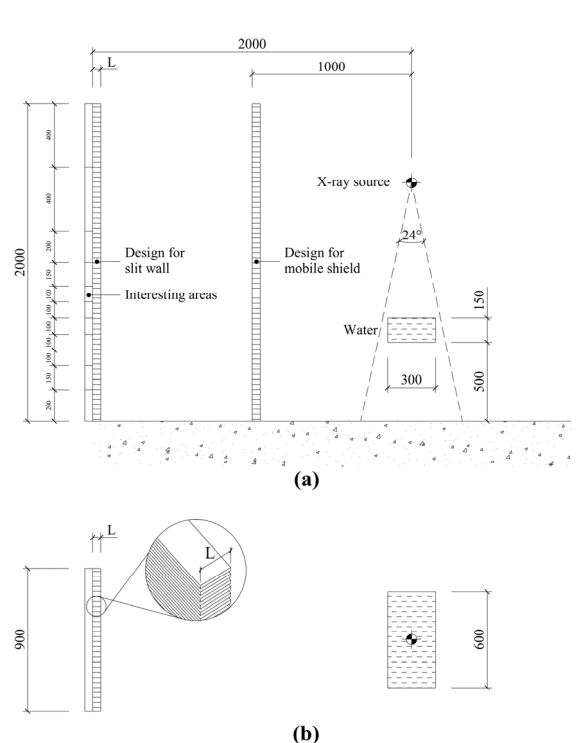 2000
L
1000
400
400
200
150
100
100
100
100
100
150
200
2000
X-ray source
24°
Design for
slit wall
Design for
mobile shield
Interesting areas
Water
150
300
500
(a)
L
L
900
600
(b)